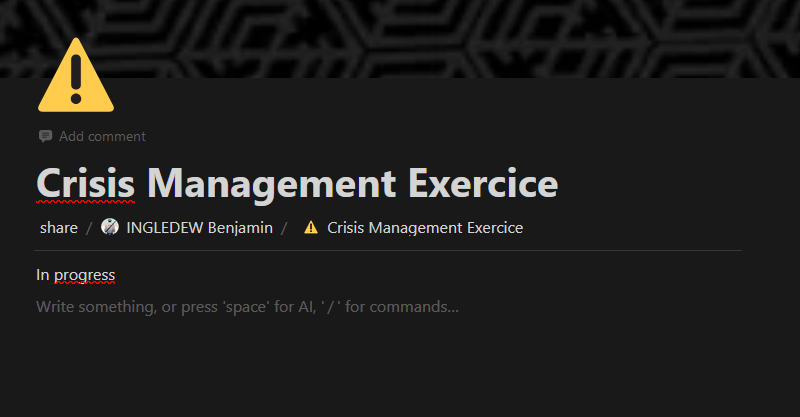 Add comment
Crisis Management Exercice
share / INGLEDEW Benjamin / Crisis Management Exercice
In progress
Write something, or press 'space' for AI, '/' for commands...